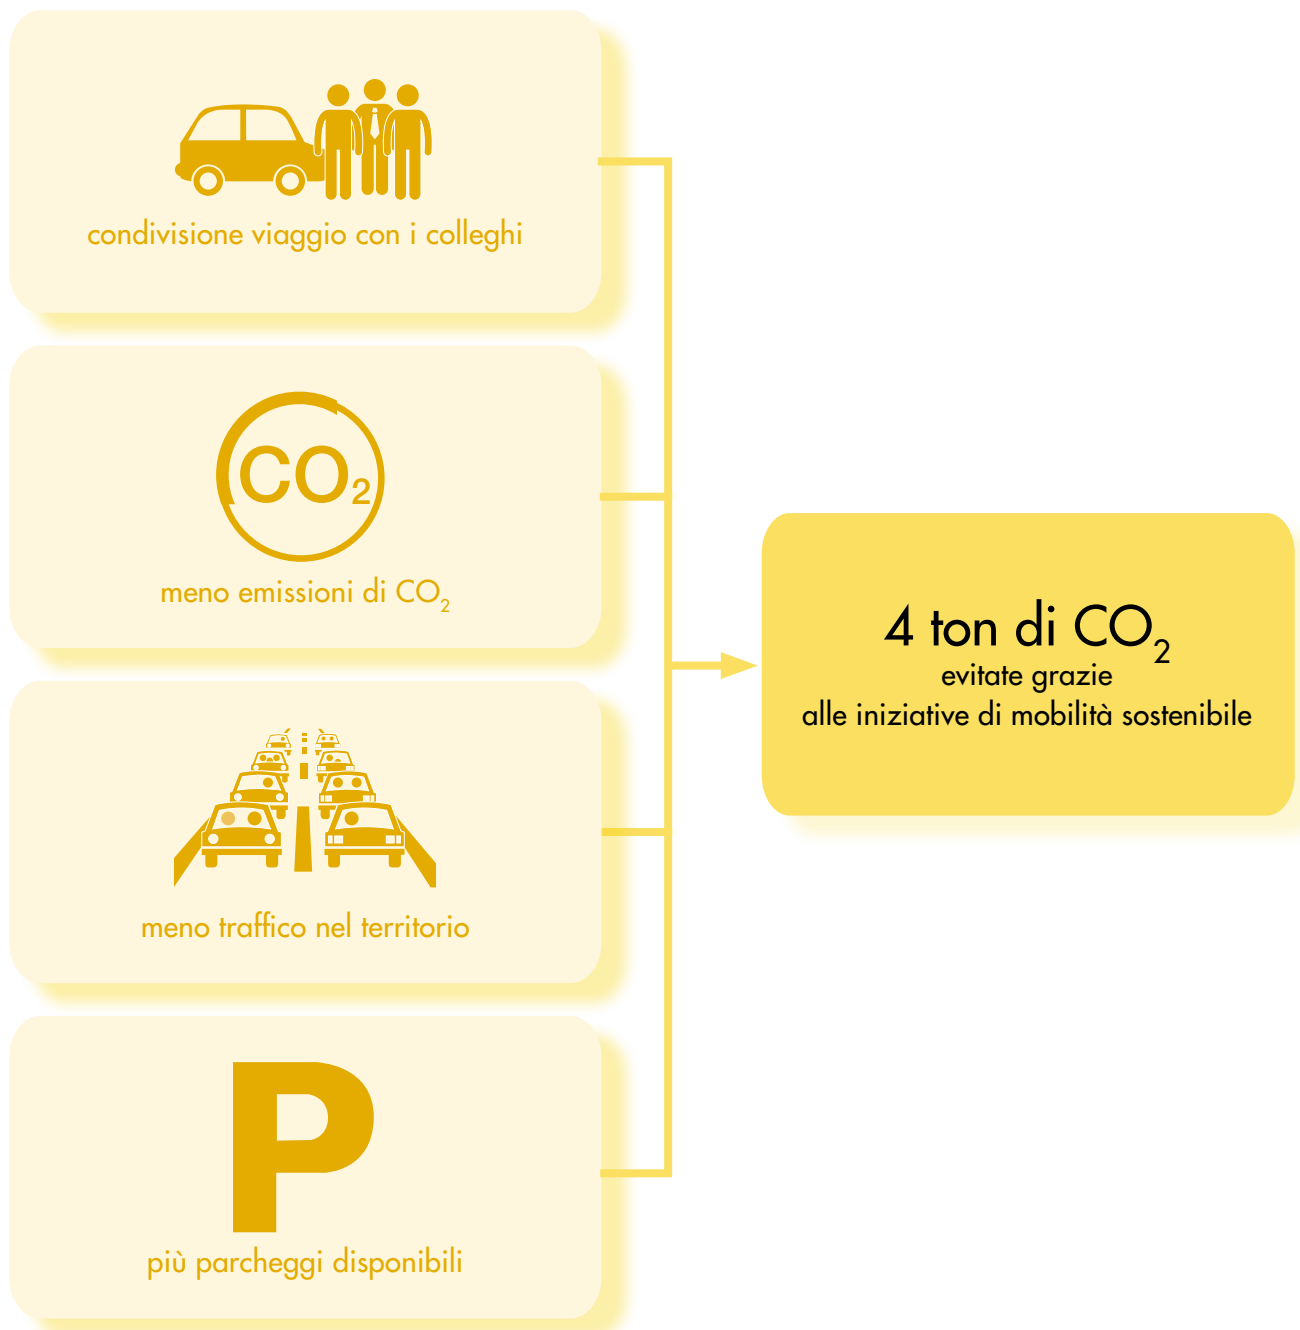 condivisione viaggio con i colleghi
CO₂
meno emissioni di CO₂
meno traffico nel territorio
P
più parcheggi disponibili
4 ton di CO₂
evitate grazie
alle iniziative di mobilità sostenibile